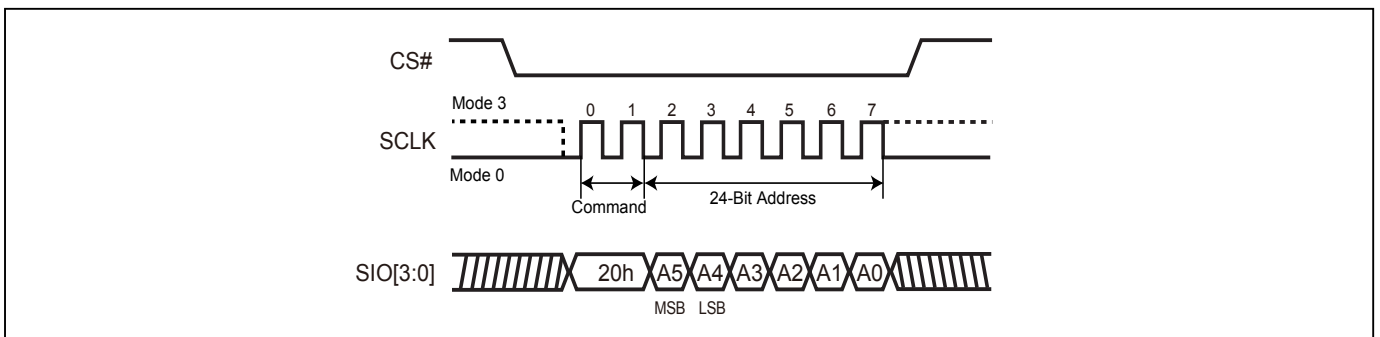 CS#
Mode 3
0 1 2 3 4 5 6 7
SCLK
Mode 0
Command
24-Bit Address
SIO[3:0]
20h A5 A4 A3 A2 A1 A0
MSB LSB